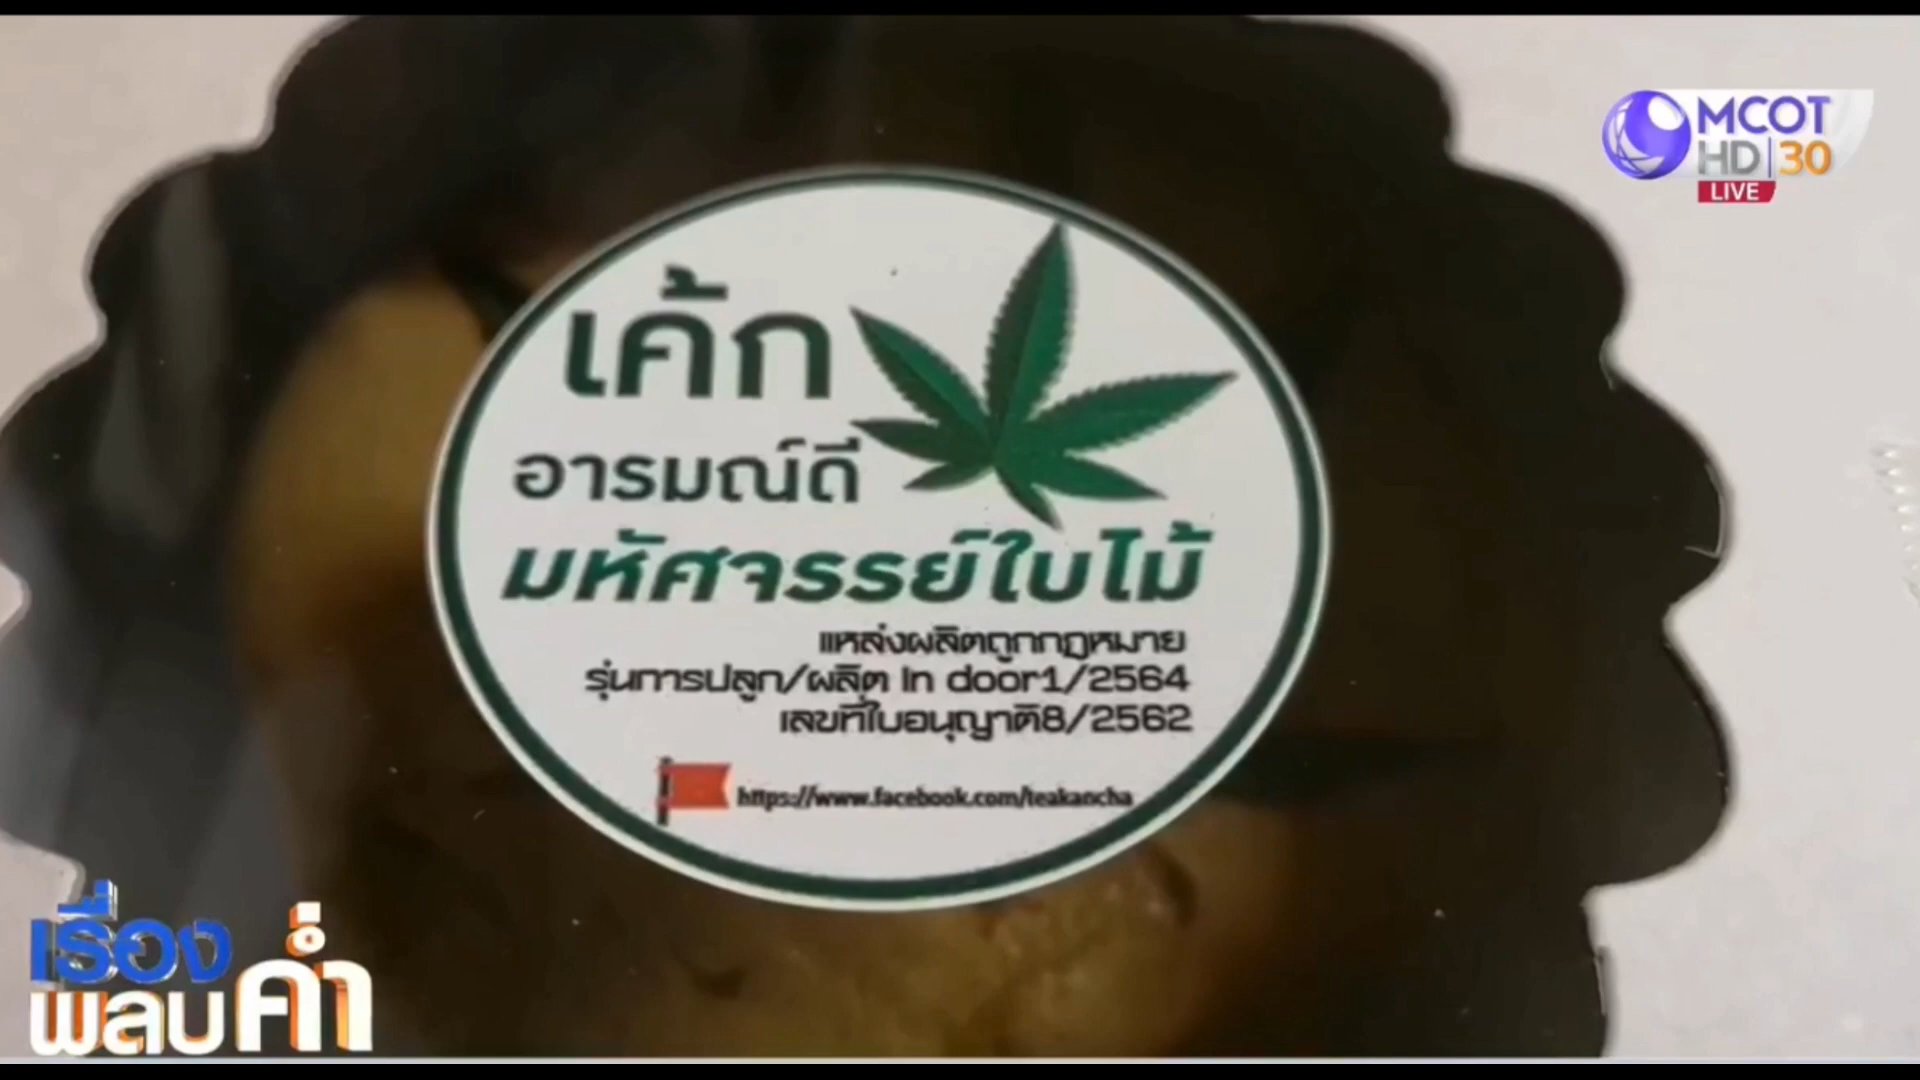 MCOT
HD 30
LIVE
เค้ก
อารมณ์ดี
มหัศจรรย์ใบไม้
แหล่งผลิตถูกกฎหมาย
รุ่นการปลูก/ผลิต In door1/2564
เลขที่ใบอนุญาติ8/2562
https://www.facebook.com/teakancha
เรื่อง
พลบค่ำ